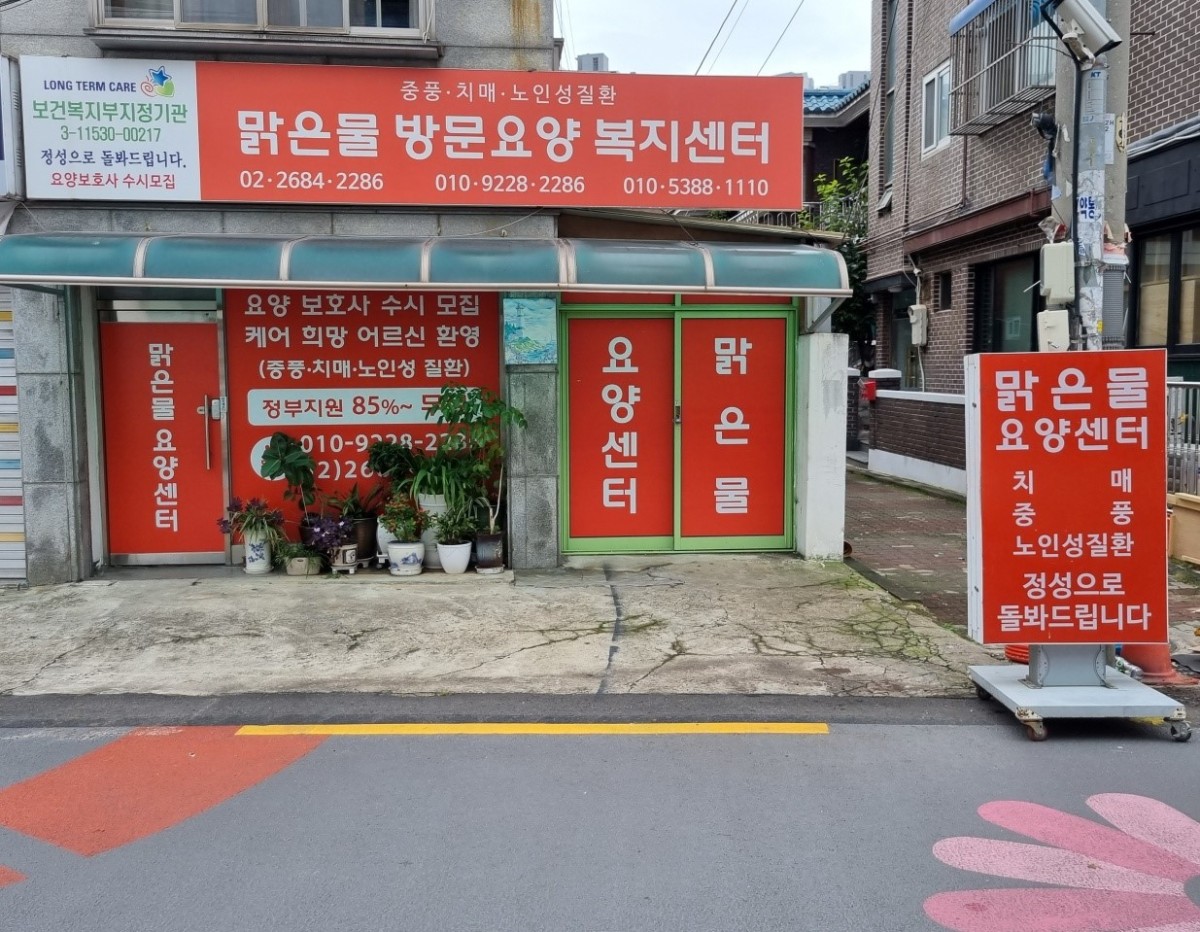 LONG TERM CARE
보건복지부지정기관
3-11530-00217
정성으로 돌봐드립니다.
요양보호사 수시모집
중풍·치매·노인성질환
맑은물 방문요양 복지센터
02·2684·2286 010·9228·2286 010·5388·1110
맑은물 요양센터
요양 보호사 수시 모집
케어 희망 어르신 환영
(중풍·치매·노인성 질환)
정부지원 85%~
요양센터
맑은물
맑은물
요양센터
치매
중풍
노인성질환
정성으로
돌봐드립니다
KT